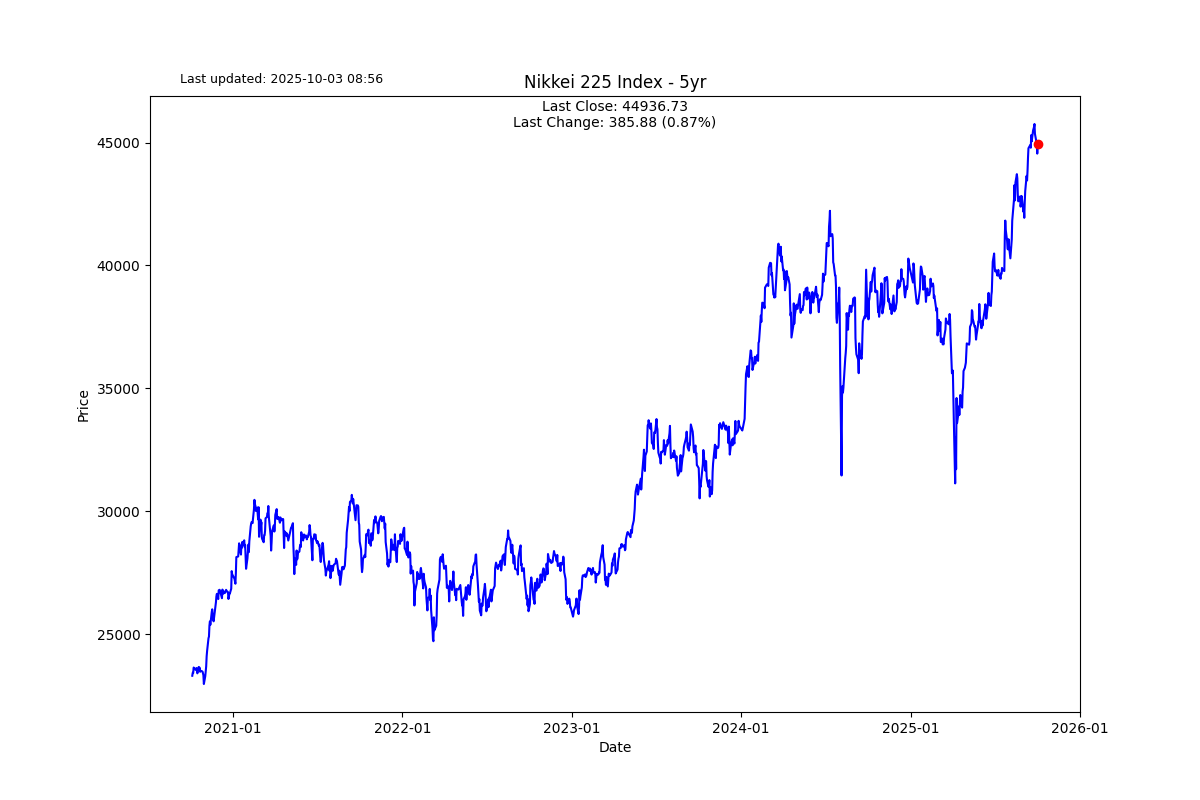 Last updated: 2025-10-03 08:56
Nikkei 225 Index - 5yr
Last Close: 44936.73
Last Change: 385.88 (0.87%)
45000
40000
35000
30000
25000
Price
2021-01
2022-01
2023-01
2024-01
2025-01
2026-01
Date